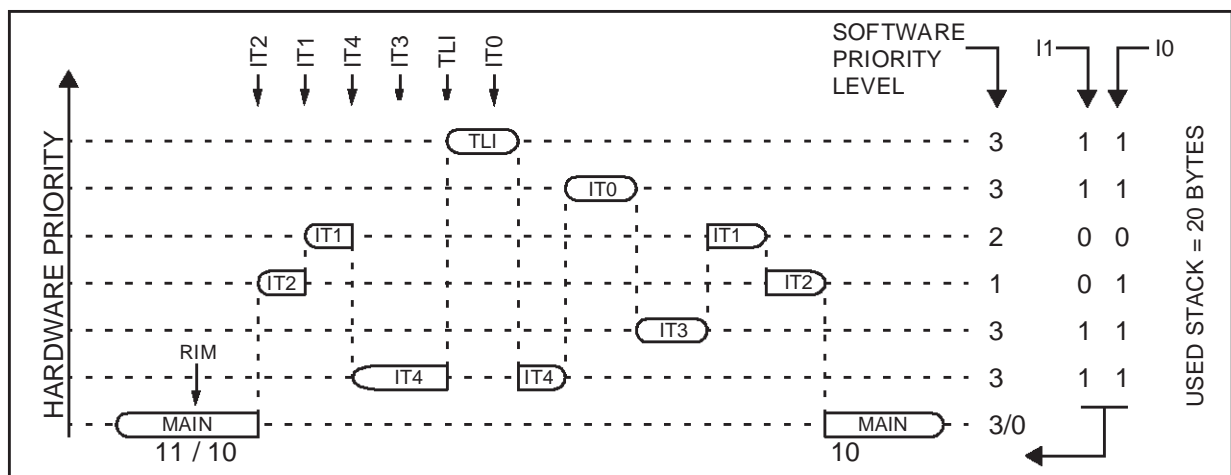 IT2
IT1
IT4
IT3
TLI
IT0
SOFTWARE
PRIORITY
LEVEL
I1
I0
HARDWARE PRIORITY
TLI
3
1 1
IT0
3
1 1
IT1
IT1
2
0 0
IT2
IT2
1
0 1
IT3
3
1 1
RIM
IT4
IT4
3
1 1
MAIN
MAIN
3/0
11 / 10
10
USED STACK = 20 BYTES